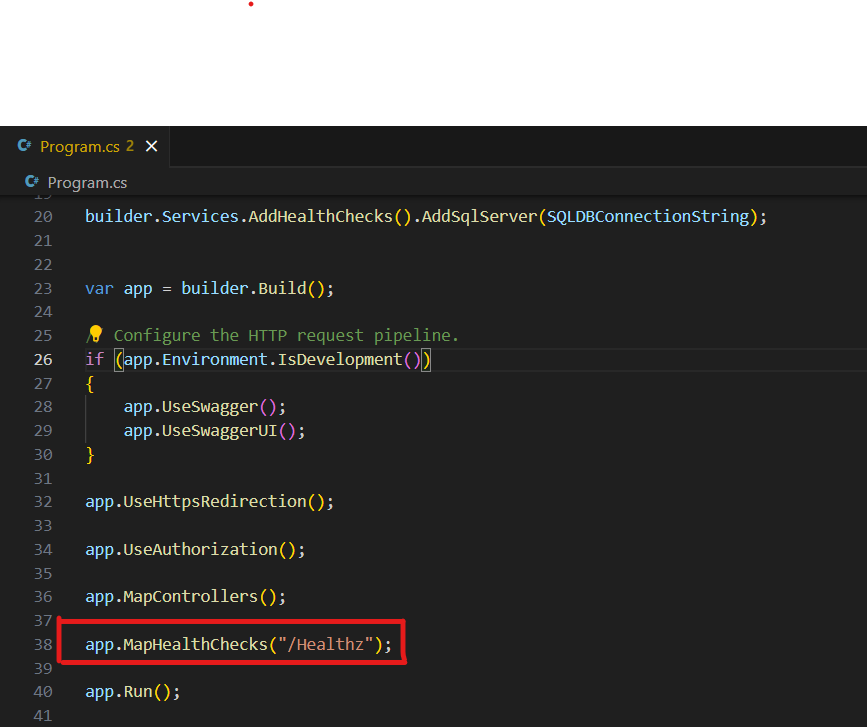 C# Program.cs 2 ×
C# Program.cs
19
20 builder.Services.AddHealthChecks().AddSqlServer(SQLDBConnectionString);
21
22
23 var app = builder.Build();
24
25 / Configure the HTTP request pipeline.
26 if (app.Environment.IsDevelopment())
27 {
28 app.UseSwagger();
29 app.UseSwaggerUI();
30 }
31
32 app.UseHttpsRedirection();
33
34 app.UseAuthorization();
35
36 app.MapControllers();
37
38 app.MapHealthChecks("/Healthz");
39
40 app.Run();
41